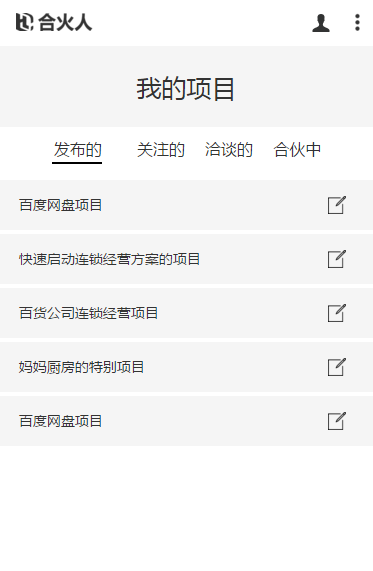 合火人
我的项目
发布的 关注的 洽谈的 合伙中
百度网盘项目
快速启动连锁经营方案的项目
百货公司连锁经营项目
妈妈厨房的特别项目
百度网盘项目